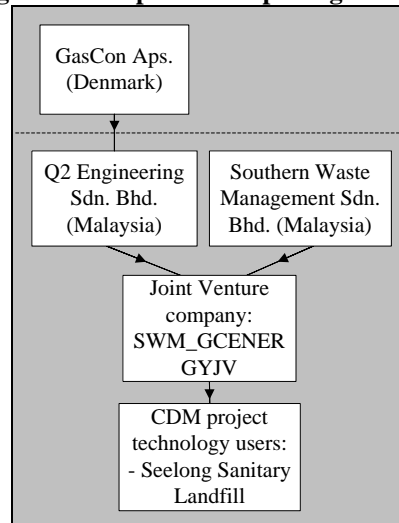 GasCon Aps.
(Denmark)
Q2 Engineering
Sdn. Bhd.
(Malaysia)
Southern Waste
Management Sdn.
Bhd. (Malaysia)
Joint Venture
company:
SWM_GCENER
GYJV
CDM project
technology users:
- Seelong Sanitary
Landfill